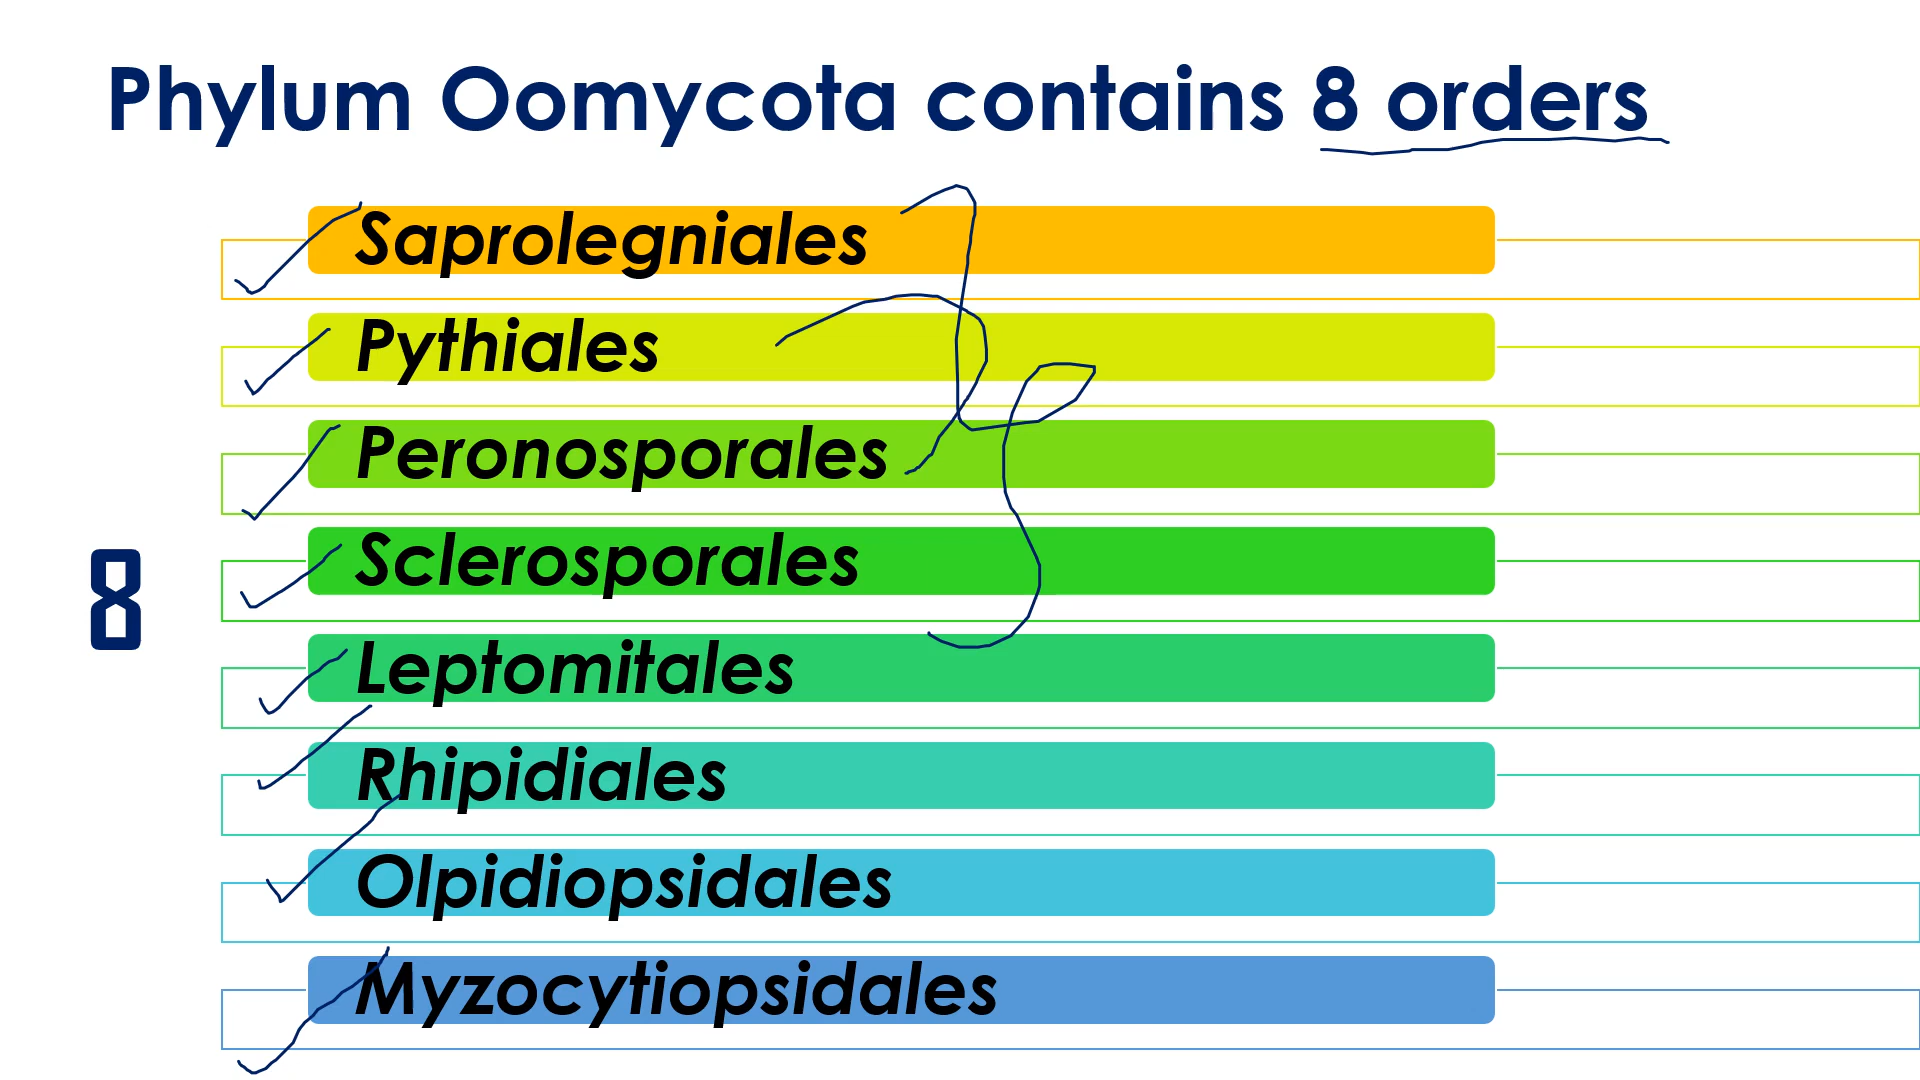 Phylum Oomycota contains 8 orders
Saprolegniales
Pythiales
Peronosporales
8
Sclerosporales
Leptomitales
Rhipidiales
Olpidiopsidales
Myzocytiopsidales